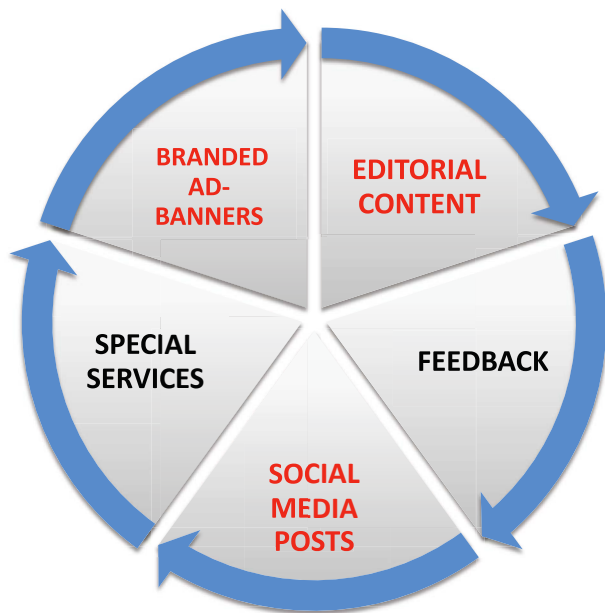 BRANDED
AD-
BANNERS
EDITORIAL
CONTENT
FEEDBACK
SOCIAL
MEDIA
POSTS
SPECIAL
SERVICES